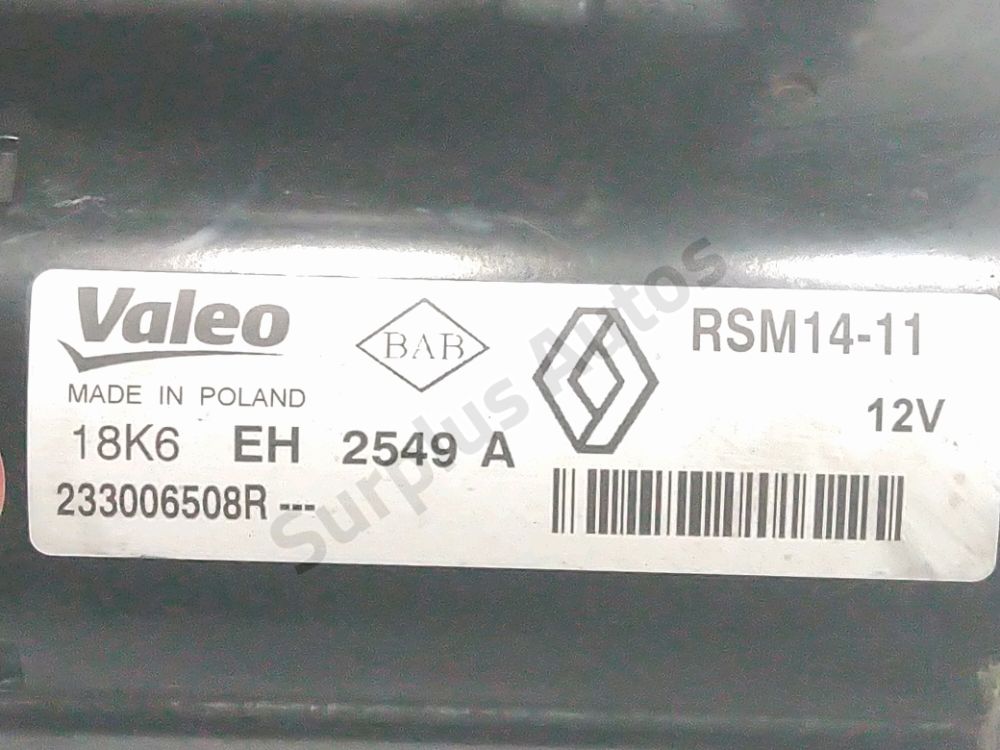 Valeo
BAB
RSM14-11
MADE IN POLAND
12V
18K6 EH 2549 A
233006508R ---
Surplus Autos